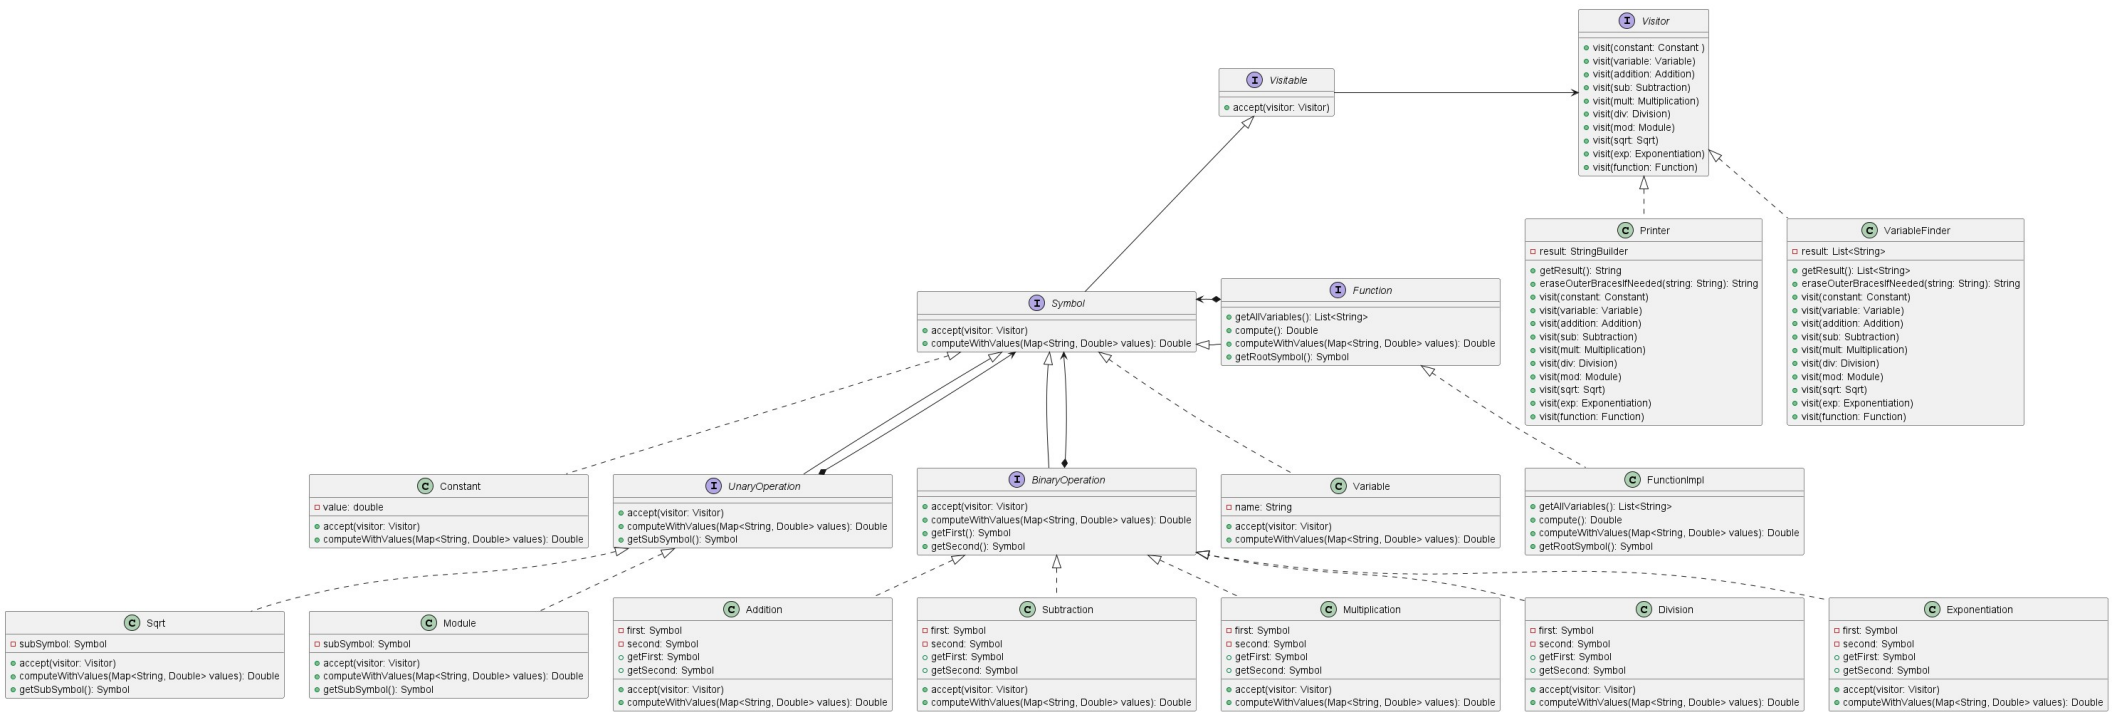 I Visitor
visit(constant: Constant )
visit(variable: Variable)
visit(addition: Addition)
visit(sub: Subtraction)
visit(mult: Multiplication)
visit(div: Division)
visit(mod: Module)
visit(sqrt: Sqrt)
visit(exp: Exponentiation)
visit(function: Function)
I Visitable
accept(visitor: Visitor)
C Printer
result: StringBuilder
getResult(): String
eraseOuterBracesIfNeeded(string: String): String
visit(constant: Constant)
visit(variable: Variable)
visit(addition: Addition)
visit(sub: Subtraction)
visit(mult: Multiplication)
visit(div: Division)
visit(mod: Module)
visit(sqrt: Sqrt)
visit(exp: Exponentiation)
visit(function: Function)
C VariableFinder
result: List<String>
getResult(): List<String>
eraseOuterBracesIfNeeded(string: String): String
visit(constant: Constant)
visit(variable: Variable)
visit(addition: Addition)
visit(sub: Subtraction)
visit(mult: Multiplication)
visit(div: Division)
visit(mod: Module)
visit(sqrt: Sqrt)
visit(exp: Exponentiation)
visit(function: Function)
I Symbol
accept(visitor: Visitor)
computeWithValues(Map<String, Double> values): Double
I Function
getAllVariables(): List<String>
compute(): Double
computeWithValues(Map<String, Double> values): Double
getRootSymbol(): Symbol
C Constant
value: double
accept(visitor: Visitor)
computeWithValues(Map<String, Double> values): Double
I UnaryOperation
accept(visitor: Visitor)
computeWithValues(Map<String, Double> values): Double
getSubSymbol(): Symbol
I BinaryOperation
accept(visitor: Visitor)
computeWithValues(Map<String, Double> values): Double
getFirst(): Symbol
getSecond(): Symbol
C Variable
name: String
accept(visitor: Visitor)
computeWithValues(Map<String, Double> values): Double
C FunctionImpl
getAllVariables(): List<String>
compute(): Double
computeWithValues(Map<String, Double> values): Double
getRootSymbol(): Symbol
C Sqrt
subSymbol: Symbol
accept(visitor: Visitor)
computeWithValues(Map<String, Double> values): Double
getSubSymbol(): Symbol
C Module
subSymbol: Symbol
accept(visitor: Visitor)
computeWithValues(Map<String, Double> values): Double
getSubSymbol(): Symbol
C Addition
first: Symbol
second: Symbol
getFirst: Symbol
getSecond: Symbol
accept(visitor: Visitor)
computeWithValues(Map<String, Double> values): Double
C Subtraction
first: Symbol
second: Symbol
getFirst: Symbol
getSecond: Symbol
accept(visitor: Visitor)
computeWithValues(Map<String, Double> values): Double
C Multiplication
first: Symbol
second: Symbol
getFirst: Symbol
getSecond: Symbol
accept(visitor: Visitor)
computeWithValues(Map<String, Double> values): Double
C Division
first: Symbol
second: Symbol
getFirst: Symbol
getSecond: Symbol
accept(visitor: Visitor)
computeWithValues(Map<String, Double> values): Double
C Exponentiation
first: Symbol
second: Symbol
getFirst: Symbol
getSecond: Symbol
accept(visitor: Visitor)
computeWithValues(Map<String, Double> values): Double